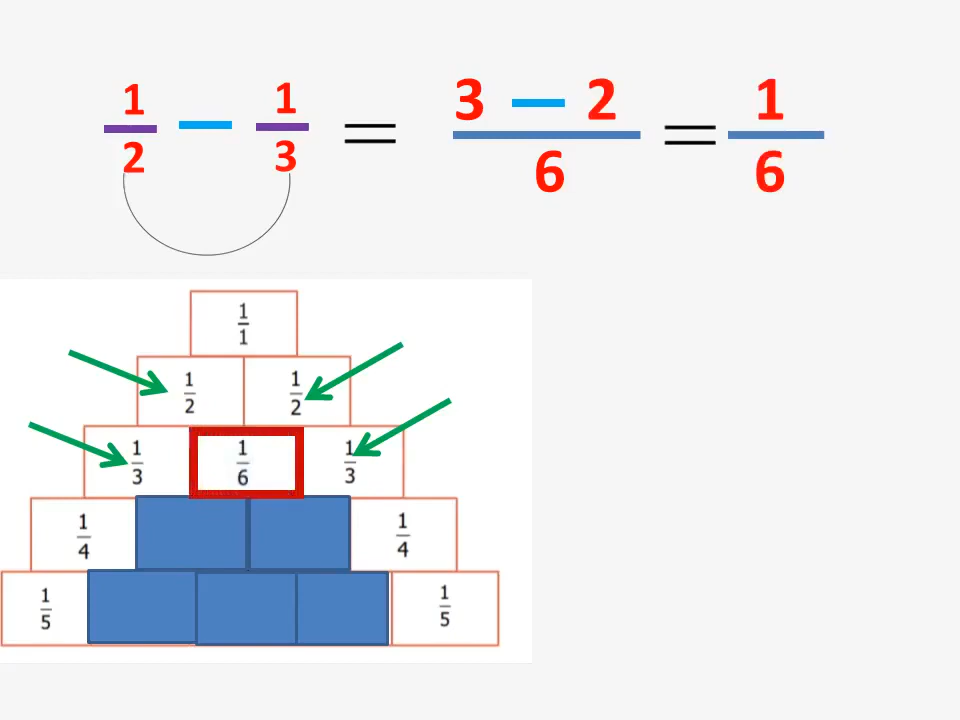 1/2 − 1/3 = (3 − 2)/6 = 1/6
1/1
1/2 1/2
1/3 1/6 1/3
1/4 1/4
1/5 1/5